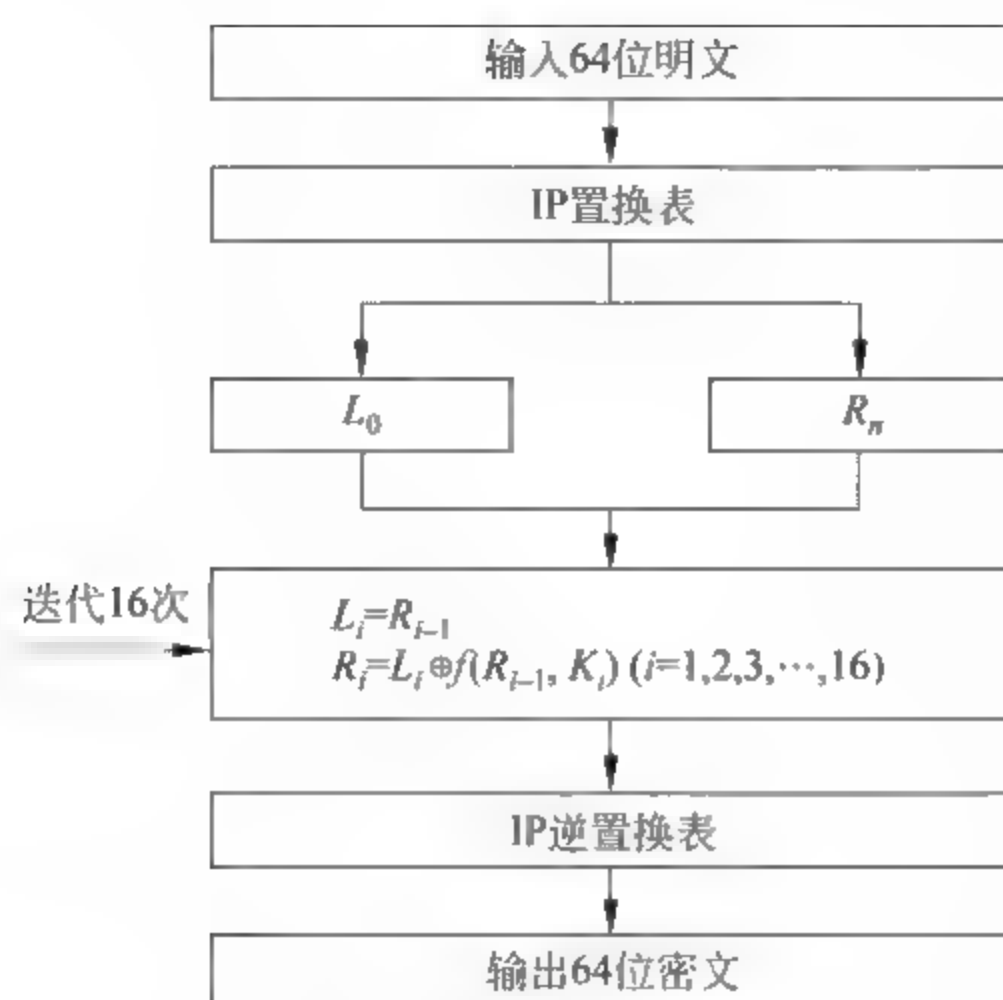 输入64位明文
IP置换表
L₀
Rₙ
迭代16次
Lᵢ=Rᵢ₋₁
Rᵢ=Lᵢ⊕f(Rᵢ₋₁, Kᵢ) (i=1,2,3,⋯,16)
IP逆置换表
输出64位密文